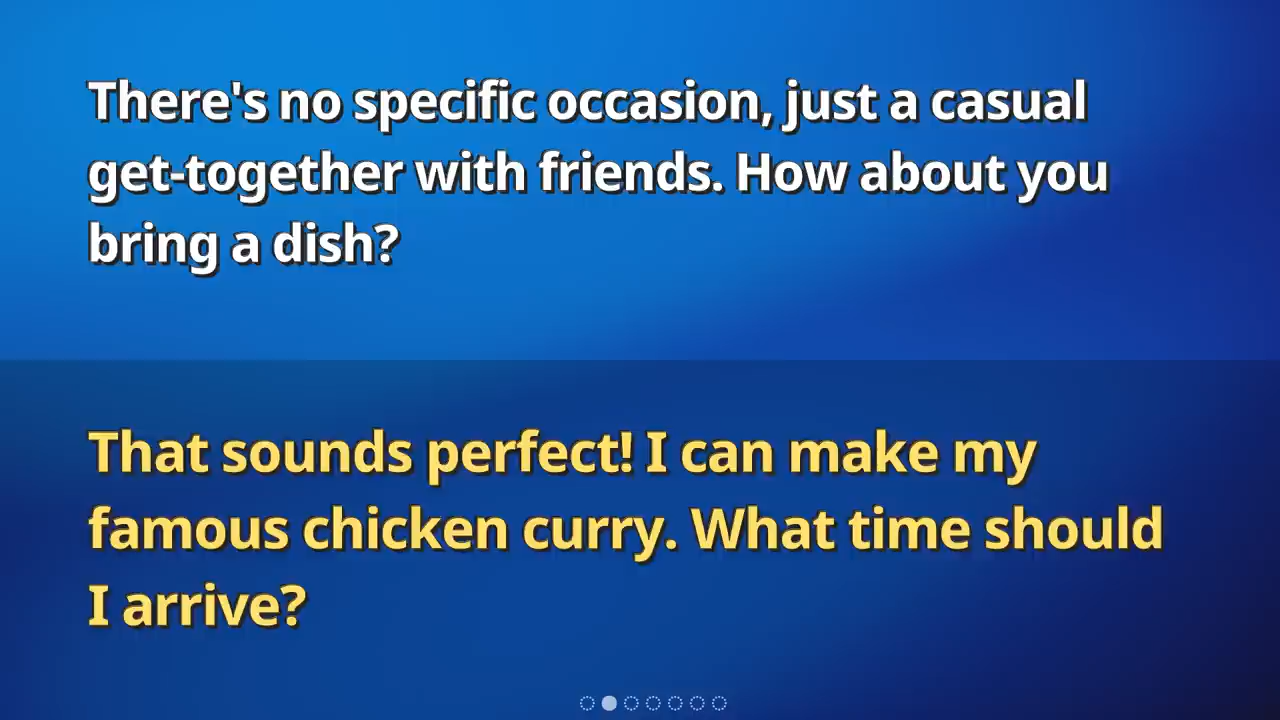 There's no specific occasion, just a casual
get-together with friends. How about you
bring a dish?
That sounds perfect! I can make my
famous chicken curry. What time should
I arrive?